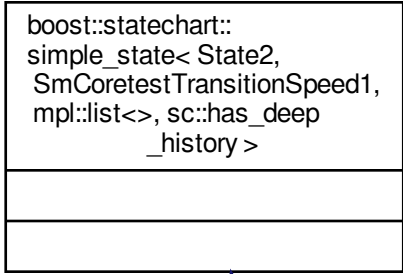 boost::statechart::
simple_state< State2,
SmCoretestTransitionSpeed1,
mpl::list<>, sc::has_deep
_history >